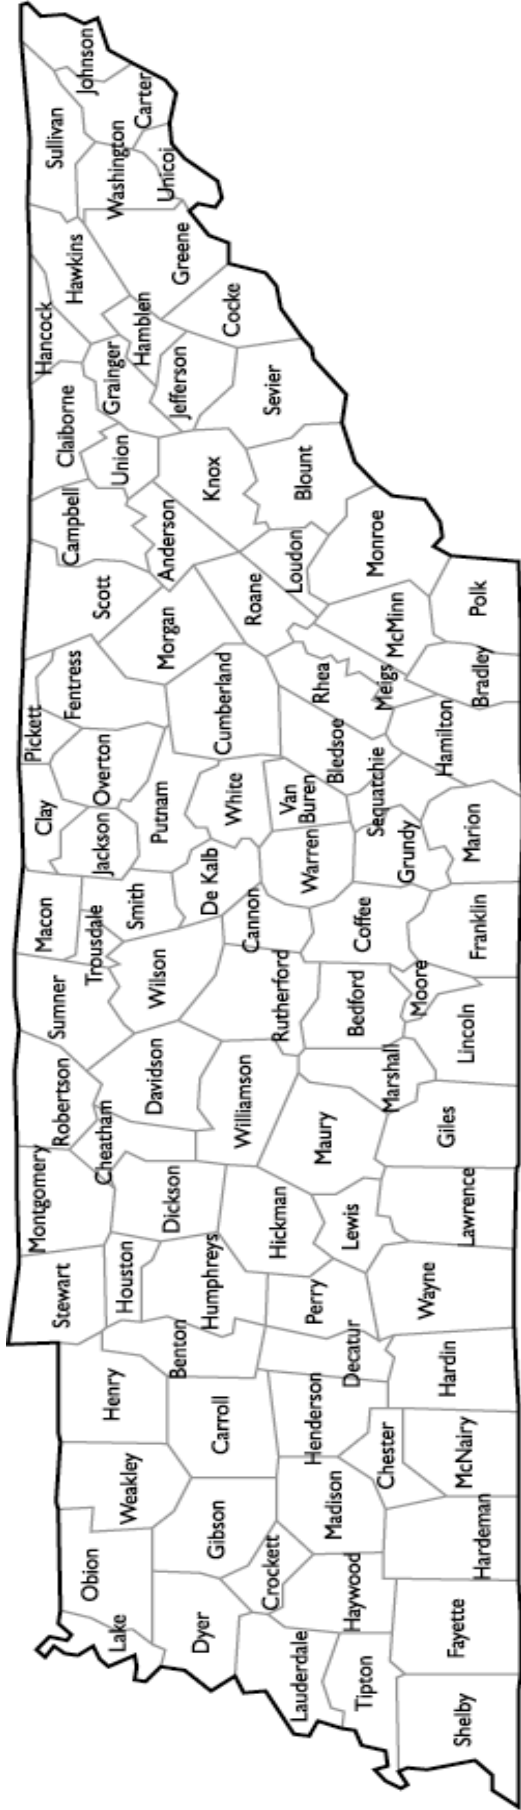 Johnson
Sullivan
Carter
Washington
Unicoi
Hawkins
Greene
Hancock
Hamblen
Cocke
Grainger
Jefferson
Claiborne
Sevier
Union
Campbell
Knox
Blount
Anderson
Scott
Loudon
Monroe
Roane
Morgan
McMinn
Polk
Fentress
Cumberland
Rhea
Meigs
Bradley
Pickett
Overton
Bledsoe
Hamilton
Clay
Putnam
White
Van
Buren
Sequatchie
Jackson
Marion
Warren
Grundy
De Kalb
Macon
Smith
Trousdale
Cannon
Coffee
Franklin
Sumner
Wilson
Rutherford
Bedford
Moore
Lincoln
Robertson
Davidson
Williamson
Marshall
Cheatham
Maury
Giles
Montgomery
Dickson
Hickman
Lewis
Lawrence
Stewart
Houston
Humphreys
Perry
Wayne
Benton
Decatur
Hardin
Henry
Carroll
Henderson
Chester
McNairy
Weakley
Gibson
Madison
Hardeman
Obion
Crockett
Haywood
Lake
Dyer
Lauderdale
Tipton
Fayette
Shelby